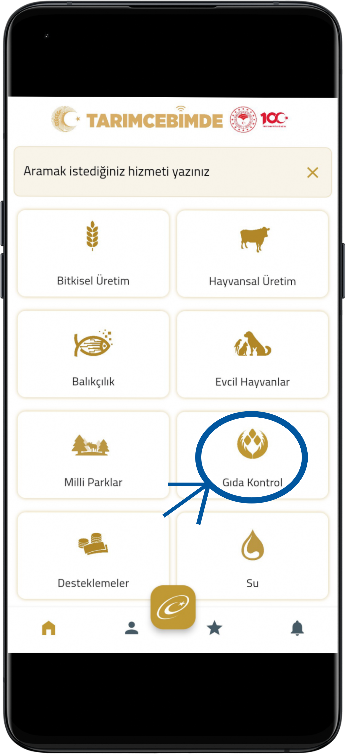 TARIMCEBİMDE
100
Aramak istediğiniz hizmeti yazınız
Bitkisel Üretim
Hayvansal Üretim
Balıkçılık
Evcil Hayvanlar
Milli Parklar
Gıda Kontrol
Desteklemeler
Su